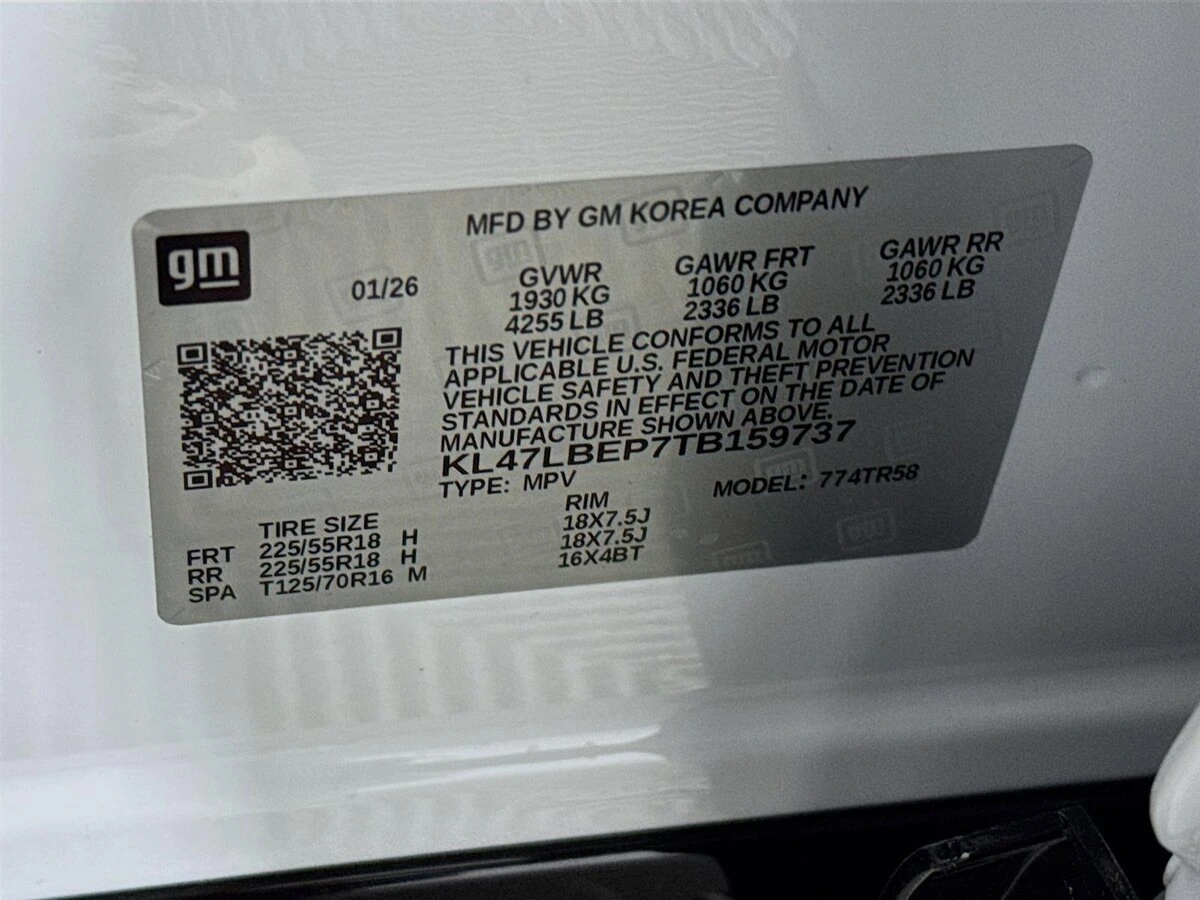 MFD BY GM KOREA COMPANY
gm
01/26
GVWR GAWR FRT GAWR RR
1930 KG 1060 KG 1060 KG
4255 LB 2336 LB 2336 LB
THIS VEHICLE CONFORMS TO ALL
APPLICABLE U.S. FEDERAL MOTOR
VEHICLE SAFETY AND THEFT PREVENTION
STANDARDS IN EFFECT ON THE DATE OF
MANUFACTURE SHOWN ABOVE.
KL47LBEP7TB159737
TYPE: MPV MODEL: 774TR58
TIRE SIZE RIM
FRT 225/55R18 H 18X7.5J
RR 225/55R18 H 18X7.5J
SPA T125/70R16 M 16X4BT